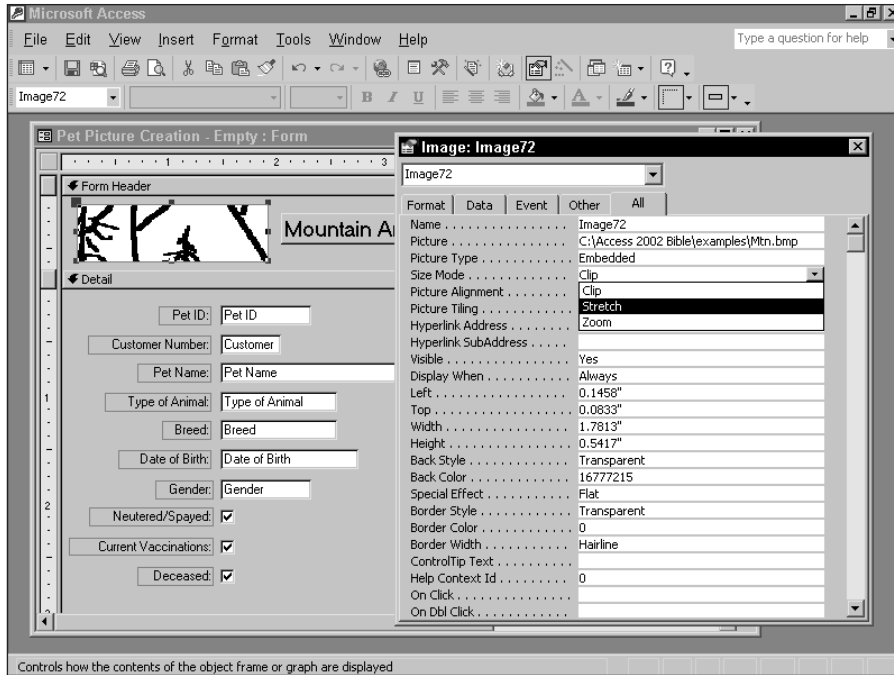 Microsoft Access
File Edit View Insert Format Tools Window Help
Type a question for help
Image72
B I U
Pet Picture Creation - Empty : Form
1 2 3
Form Header
Mountain A
Detail
Pet ID: Pet ID
Customer Number: Customer
Pet Name: Pet Name
Type of Animal: Type of Animal
Breed: Breed
Date of Birth: Date of Birth
Gender: Gender
Neutered/Spayed:
Current Vaccinations:
Deceased:
1
2
Image: Image72
Image72
Format Data Event Other All
Name . . . . . . . . . . . . . . . . Image72
Picture . . . . . . . . . . . . . . . C:\Access 2002 Bible\examples\Mtn.bmp
Picture Type . . . . . . . . . . . . Embedded
Size Mode . . . . . . . . . . . . . Clip
Picture Alignment . . . . . . . . Clip
Picture Tiling . . . . . . . . . . . . Stretch
Hyperlink Address . . . . . . . . Zoom
Hyperlink SubAddress . . . . .
Visible . . . . . . . . . . . . . . . . Yes
Display When . . . . . . . . . . . Always
Left . . . . . . . . . . . . . . . . . . 0.1458"
Top . . . . . . . . . . . . . . . . . . 0.0833"
Width . . . . . . . . . . . . . . . . 1.7813"
Height . . . . . . . . . . . . . . . . 0.5417"
Back Style . . . . . . . . . . . . . Transparent
Back Color . . . . . . . . . . . . . 16777215
Special Effect . . . . . . . . . . . Flat
Border Style . . . . . . . . . . . . Transparent
Border Color . . . . . . . . . . . . 0
Border Width . . . . . . . . . . . Hairline
ControlTip Text . . . . . . . . . .
Help Context Id . . . . . . . . . 0
On Click . . . . . . . . . . . . . . .
On Dbl Click . . . . . . . . . . . .
Controls how the contents of the object frame or graph are displayed